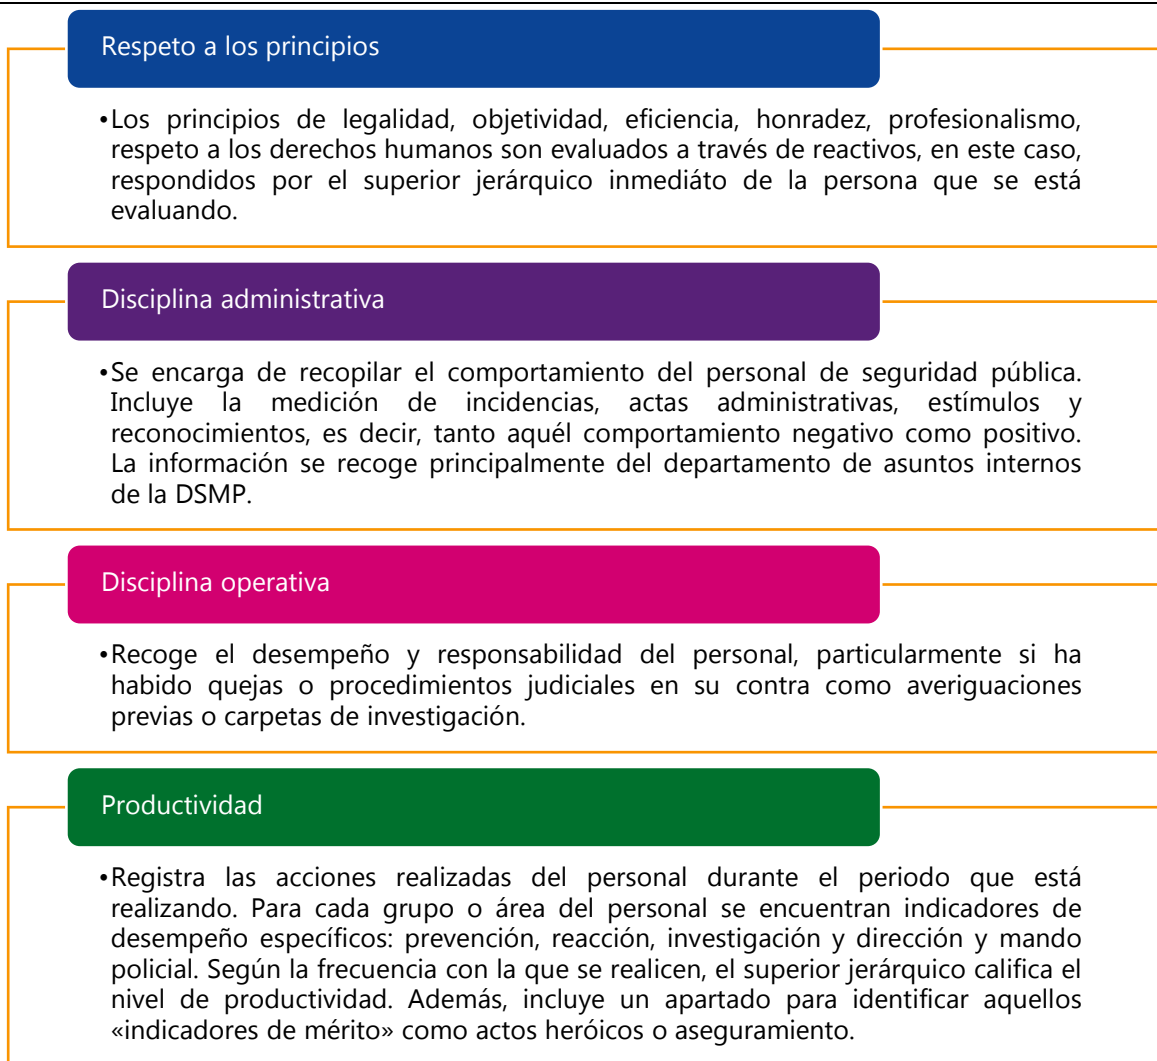 Respeto a los principios
•Los principios de legalidad, objetividad, eficiencia, honradez, profesionalismo,
respeto a los derechos humanos son evaluados a través de reactivos, en este caso,
respondidos por el superior jerárquico inmediáto de la persona que se está
evaluando.
Disciplina administrativa
•Se encarga de recopilar el comportamiento del personal de seguridad pública.
Incluye la medición de incidencias, actas administrativas, estímulos y
reconocimientos, es decir, tanto aquél comportamiento negativo como positivo.
La información se recoge principalmente del departamento de asuntos internos
de la DSMP.
Disciplina operativa
•Recoge el desempeño y responsabilidad del personal, particularmente si ha
habido quejas o procedimientos judiciales en su contra como averiguaciones
previas o carpetas de investigación.
Productividad
•Registra las acciones realizadas del personal durante el periodo que está
realizando. Para cada grupo o área del personal se encuentran indicadores de
desempeño específicos: prevención, reacción, investigación y dirección y mando
policial. Según la frecuencia con la que se realicen, el superior jerárquico califica el
nivel de productividad. Además, incluye un apartado para identificar aquellos
«indicadores de mérito» como actos heróicos o aseguramiento.